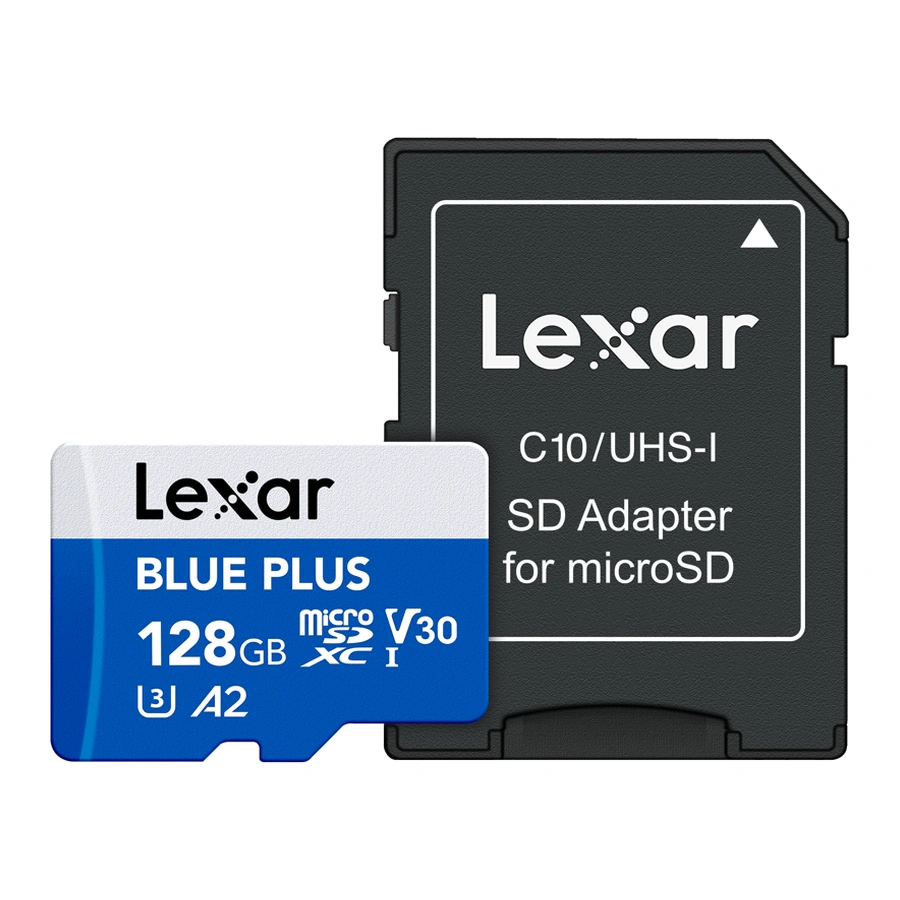 Lexar
C10/UHS-I
SD Adapter
for microSD
Lexar
BLUE PLUS
128GB
micro
SD
XC I
V30
3 A2